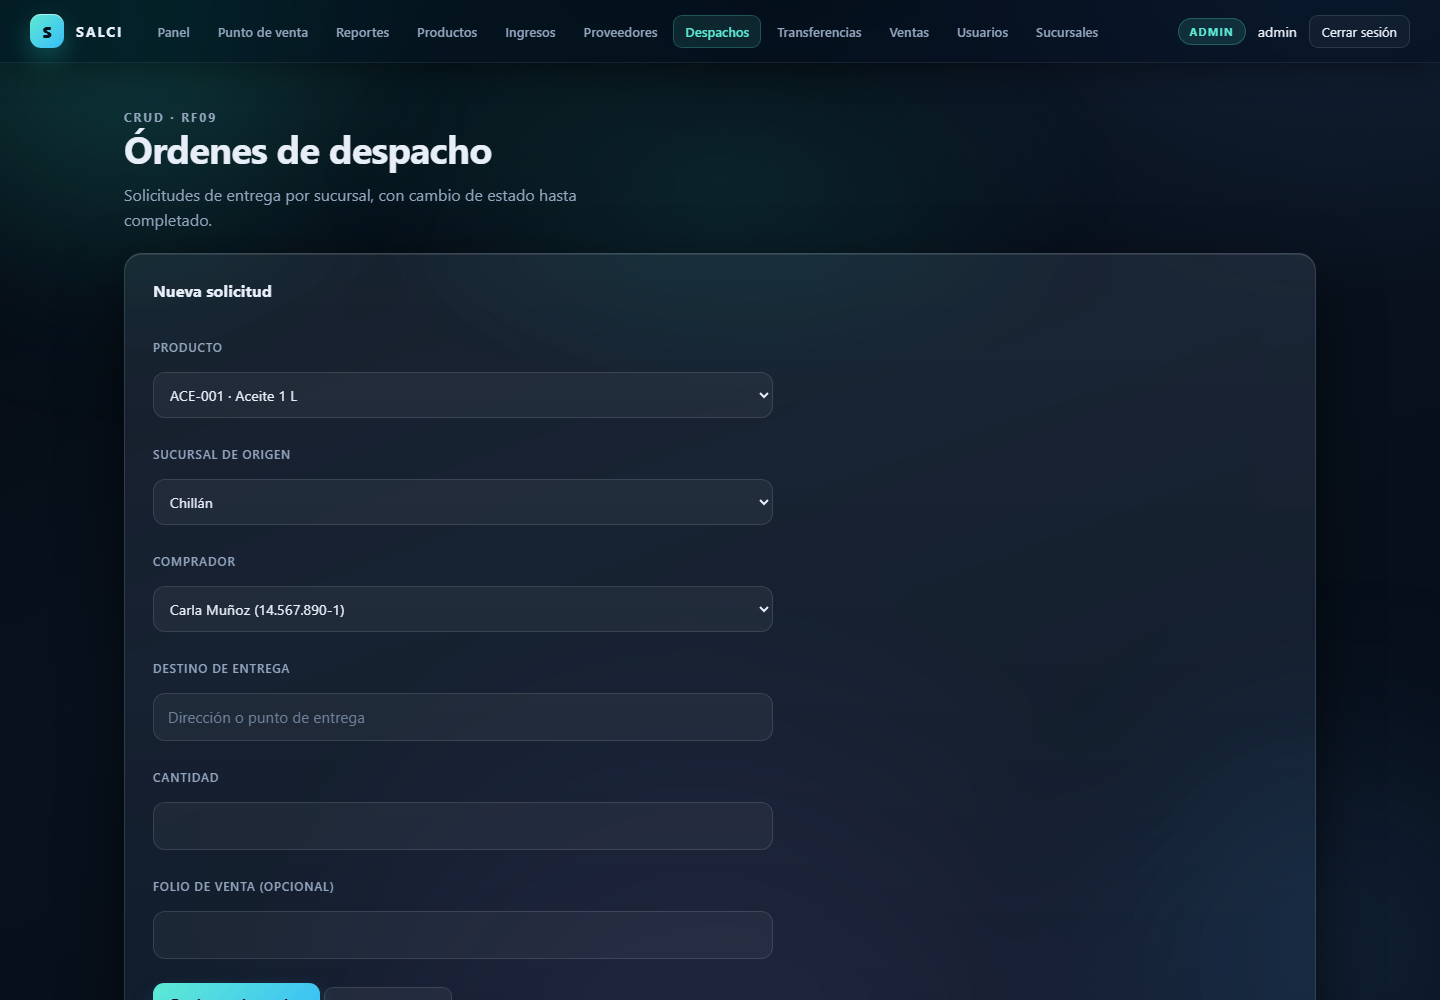 S SALCI Panel Punto de venta Reportes Productos Ingresos Proveedores Despachos Transferencias Ventas Usuarios Sucursales ADMIN admin Cerrar sesión
CRUD · RF09
Órdenes de despacho
Solicitudes de entrega por sucursal, con cambio de estado hasta
completado.
Nueva solicitud
PRODUCTO
ACE-001 · Aceite 1 L
SUCURSAL DE ORIGEN
Chillán
COMPRADOR
Carla Muñoz (14.567.890-1)
DESTINO DE ENTREGA
Dirección o punto de entrega
CANTIDAD
FOLIO DE VENTA (OPCIONAL)